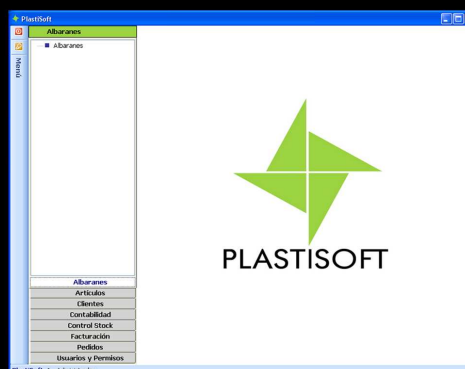 PlastiSoft
Albaranes
Albaranes
Menú
PLASTISOFT
Albaranes
Artículos
Clientes
Contabilidad
Control Stock
Facturación
Pedidos
Usuarios y Permisos